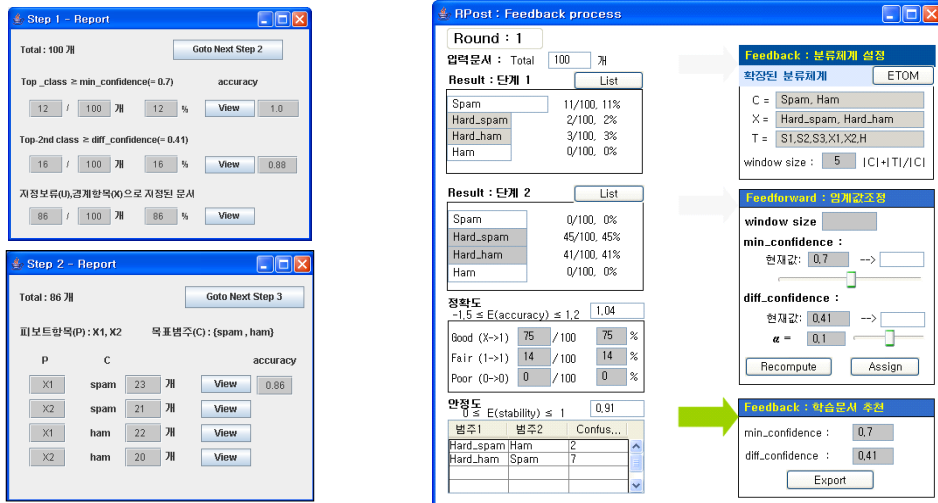 Step 1 - Report
Total : 100 개
Goto Next Step 2
Top _class ≥ min_confidence(= 0.7) accuracy
12 / 100 개 12 % View 1.0
Top-2nd class ≥ diff_confidence(= 0.41)
16 / 100 개 16 % View 0.88
지정보류(U),경계항목(X)으로 지정된 문서
86 / 100 개 86 % View
Step 2 - Report
Total : 86 개
Goto Next Step 3
피보트항목(P) : X1, X2 목표범주(C) : {spam , ham}
P C accuracy
X1 spam 23 개 View 0.86
X2 spam 21 개 View
X1 ham 22 개 View
X2 ham 20 개 View
RPost : Feedback process
Round : 1
입력문서 : Total 100 개
Result : 단계 1 List
Spam 11/100, 11%
Hard_spam 2/100, 2%
Hard_ham 3/100, 3%
Ham 0/100, 0%
Result : 단계 2 List
Spam 0/100, 0%
Hard_spam 45/100, 45%
Hard_ham 41/100, 41%
Ham 0/100, 0%
정확도
-1,5 ≤ E(accuracy) ≤ 1,2 1,04
Good (X->1) 75 /100 75 %
Fair (1->1) 14 /100 14 %
Poor (0->0) 0 /100 0 %
안정도
0 ≤ E(stability) ≤ 1 0,91
범주1 범주2 Confus...
Hard_spam Ham 2
Hard_ham Spam 7
Feedback : 분류체계 설정
확장된 분류체계 ETOM
C = Spam, Ham
X = Hard_spam, Hard_ham
T = S1,S2,S3,X1,X2,H
window size : 5 |C|+|T|/|C|
Feedforward : 임계값조정
window size
min_confidence :
현재값: 0,7 -->
diff_confidence :
현재값: 0,41 -->
α = 0,1
Recompute Assign
Feedback : 학습문서 추천
min_confidence : 0,7
diff_confidence : 0,41
Export